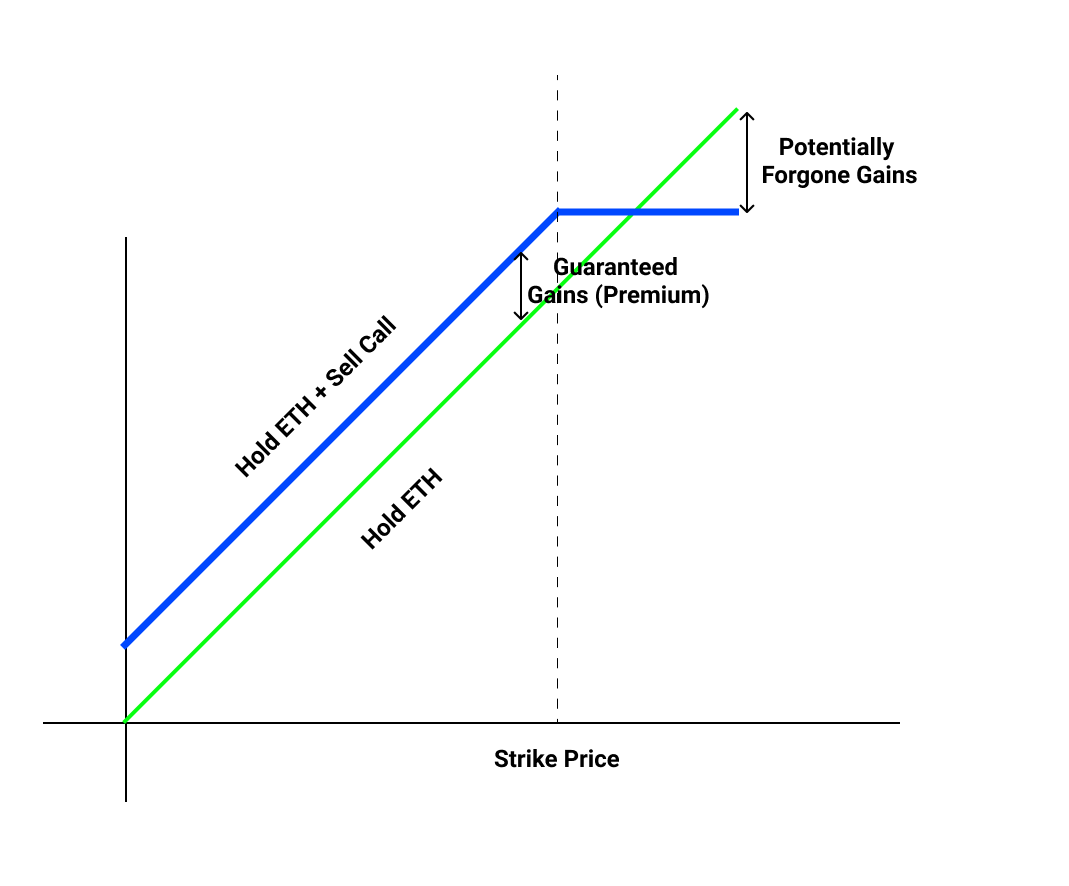 Potentially
Forgone Gains
Guaranteed
Gains (Premium)
Hold ETH + Sell Call
Hold ETH
Strike Price